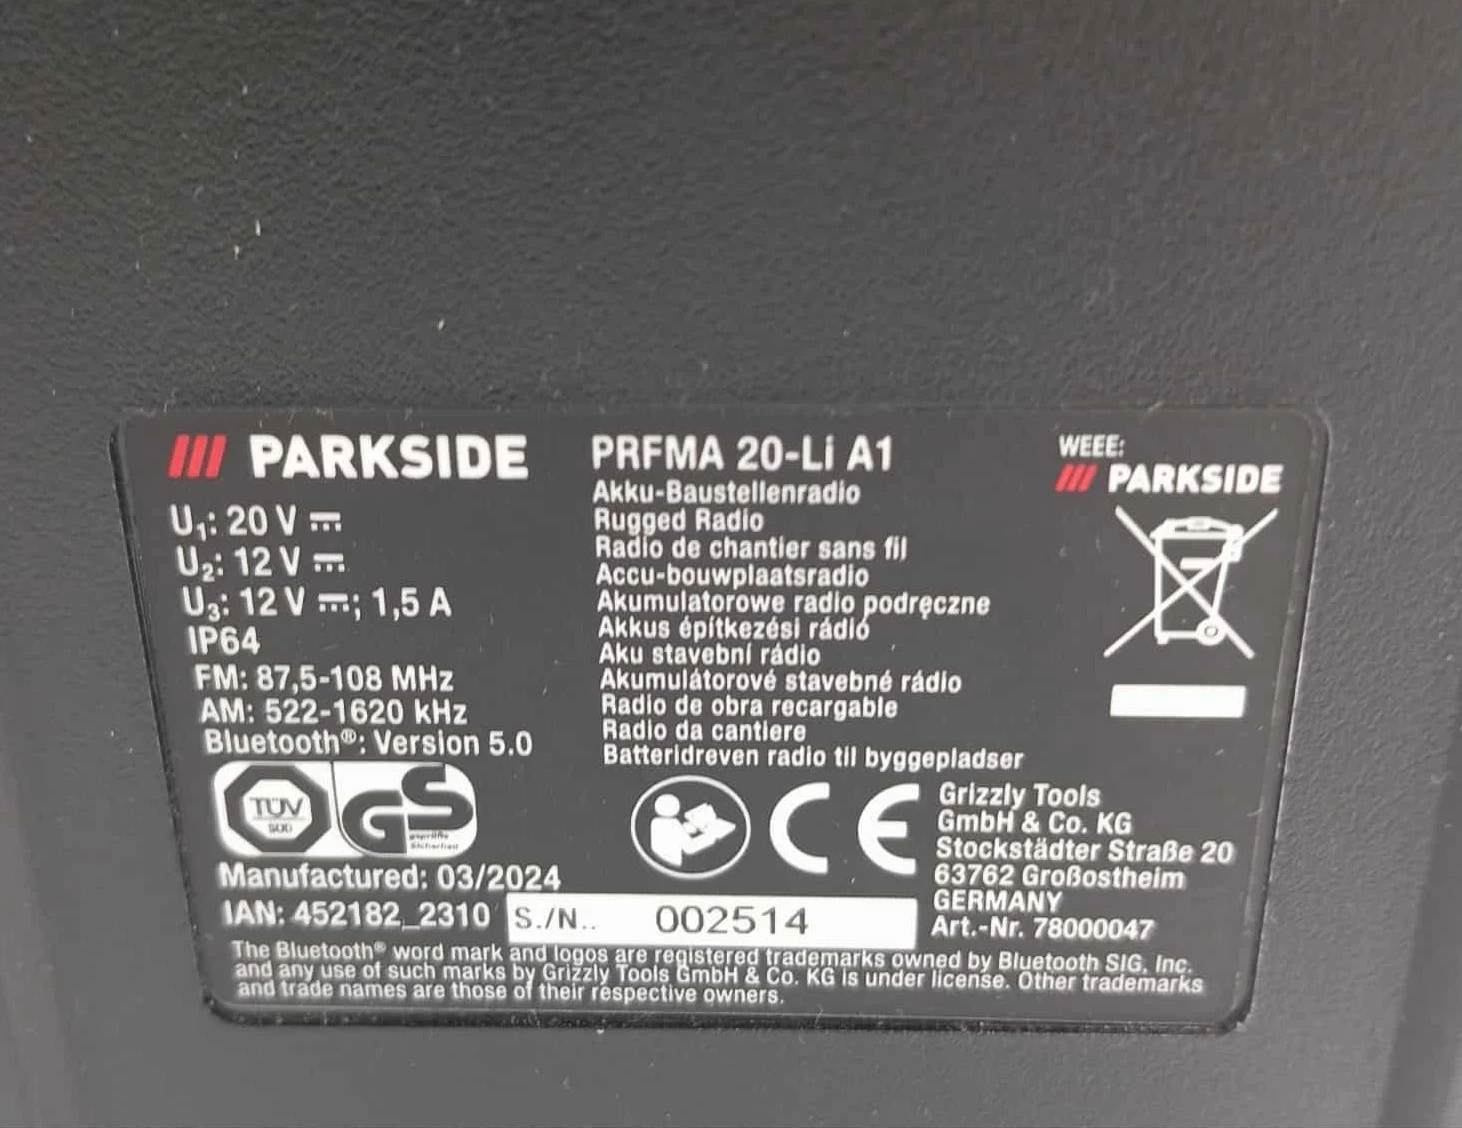 PARKSIDE
U1: 20 V
U2: 12 V
U3: 12 V ; 1,5 A
IP64
FM: 87,5-108 MHz
AM: 522-1620 kHz
Bluetooth®: Version 5.0
TÜV
SÜD
GS
geprüfte
Sicherheit
Manufactured: 03/2024
IAN: 452182_2310
S./N.. 002514
PRFMA 20-Li A1
Akku-Baustellenradio
Rugged Radio
Radio de chantier sans fil
Accu-bouwplaatsradio
Akumulatorowe radio podręczne
Akkus építkezési rádió
Aku stavební rádio
Akumulátorové stavebné rádio
Radio de obra recargable
Radio da cantiere
Batteridreven radio til byggepladser
CE
WEEE:
PARKSIDE
Grizzly Tools
GmbH & Co. KG
Stockstädter Straße 20
63762 Großostheim
GERMANY
Art.-Nr. 78000047
The Bluetooth® word mark and logos are registered trademarks owned by Bluetooth SIG, Inc.
and any use of such marks by Grizzly Tools GmbH & Co. KG is under license. Other trademarks
and trade names are those of their respective owners.